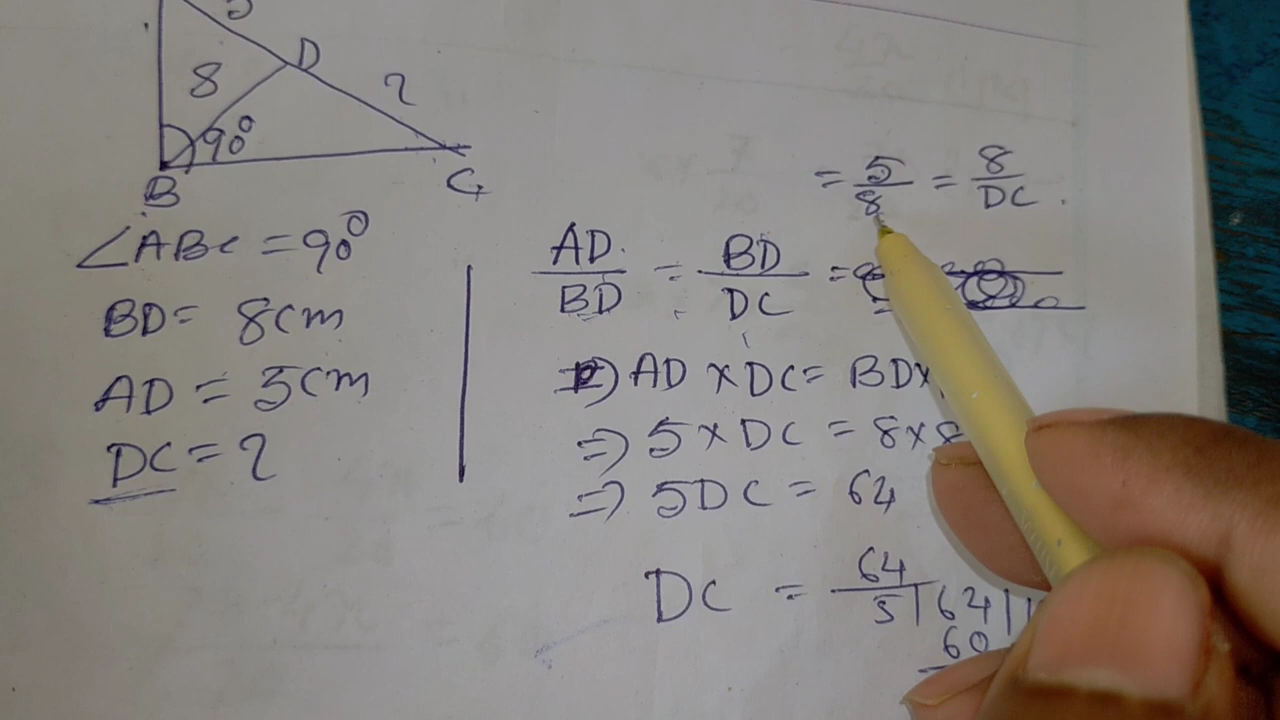 5
D
8
2
90°
B
C
∠ABC = 90°
BD = 8cm
AD = 5cm
DC = 2
= 5/8 = 8/DC.
AD/BD = BD/DC =
⇒ AD × DC = BD×
⇒ 5 × DC = 8 × 8
⇒ 5DC = 64
DC = 64/5 | 64 |
60